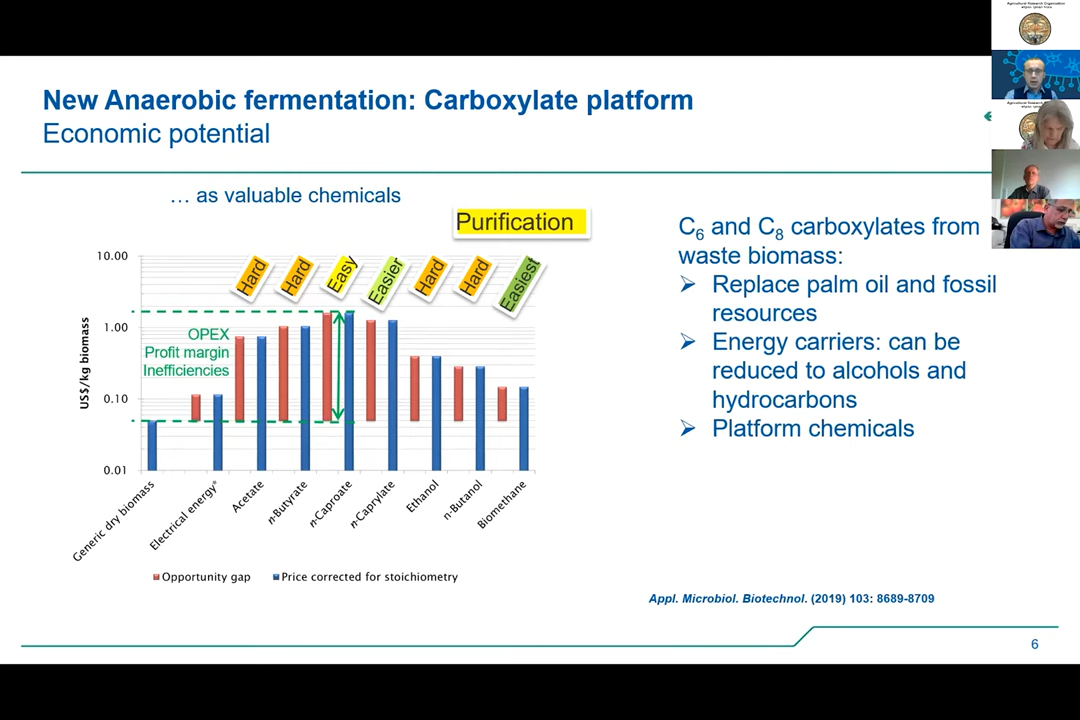 Agricultural Research Organization
New Anaerobic fermentation: Carboxylate platform
Economic potential
… as valuable chemicals
Purification
Hard
Hard
Easy
Easier
Hard
Hard
Easiest
10.00
1.00
0.10
0.01
US$/kg biomass
OPEX
Profit margin
Inefficiencies
Generic dry biomass
Electrical energy*
Acetate
n-Butyrate
n-Caproate
n-Caprylate
Ethanol
n-Butanol
Biomethane
Opportunity gap
Price corrected for stoichiometry
C6 and C8 carboxylates from
waste biomass:
➢ Replace palm oil and fossil
resources
➢ Energy carriers: can be
reduced to alcohols and
hydrocarbons
➢ Platform chemicals
Appl. Microbiol. Biotechnol. (2019) 103: 8689-8709
6